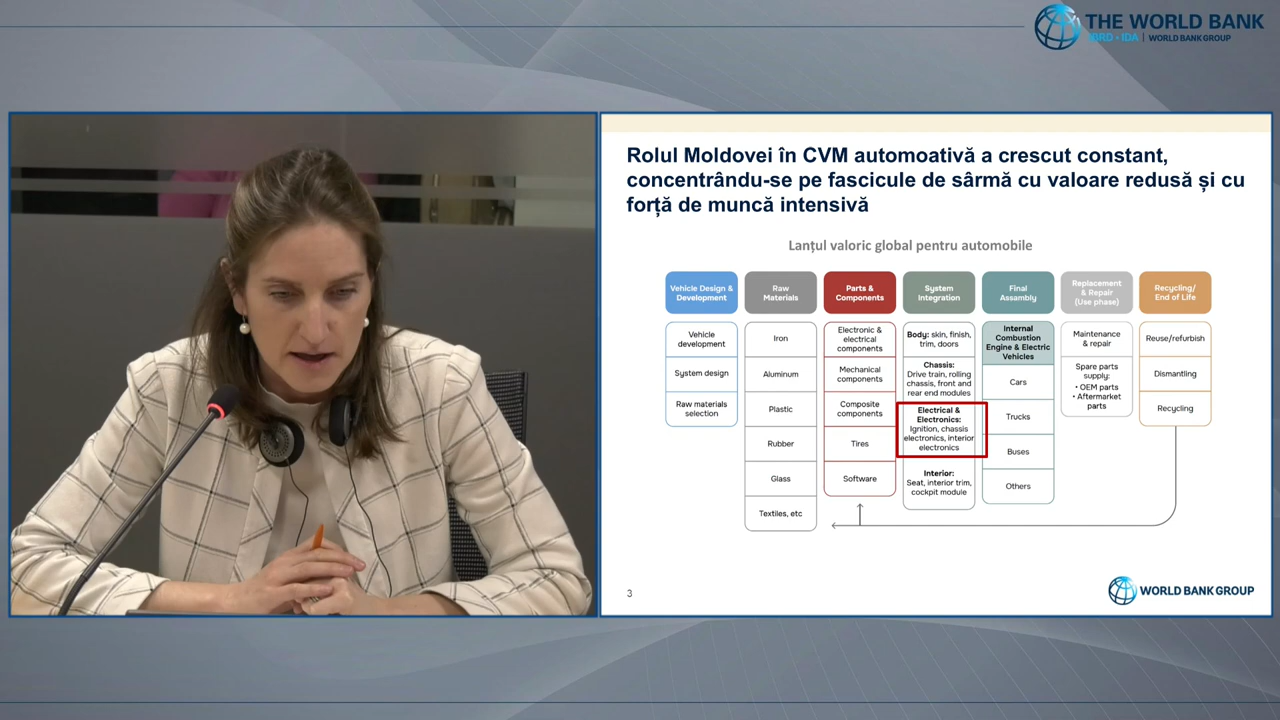 THE WORLD BANK
IBRD • IDA | WORLD BANK GROUP
Rolul Moldovei în CVM automoativă a crescut constant,
concentrându-se pe fascicule de sârmă cu valoare redusă și cu
forță de muncă intensivă
Lanțul valoric global pentru automobile
Vehicle Design &
Development
Vehicle
development
System design
Raw materials
selection
Raw
Materials
Iron
Aluminum
Plastic
Rubber
Glass
Textiles, etc
Parts &
Components
Electronic &
electrical
components
Mechanical
components
Composite
components
Tires
Software
System
Integration
Body: skin, finish,
trim, doors
Chassis:
Drive train, rolling
chassis, front and
rear end modules
Electrical &
Electronics:
Ignition, chassis
electronics, interior
electronics
Interior:
Seat, interior trim,
cockpit module
Final
Assembly
Internal
Combustion
Engine & Electric
Vehicles
Cars
Trucks
Buses
Others
Replacement
& Repair
(Use phase)
Maintenance
& repair
Spare parts
supply:
• OEM parts
• Aftermarket
parts
Recycling/
End of Life
Reuse/refurbish
Dismantling
Recycling
3
WORLD BANK GROUP